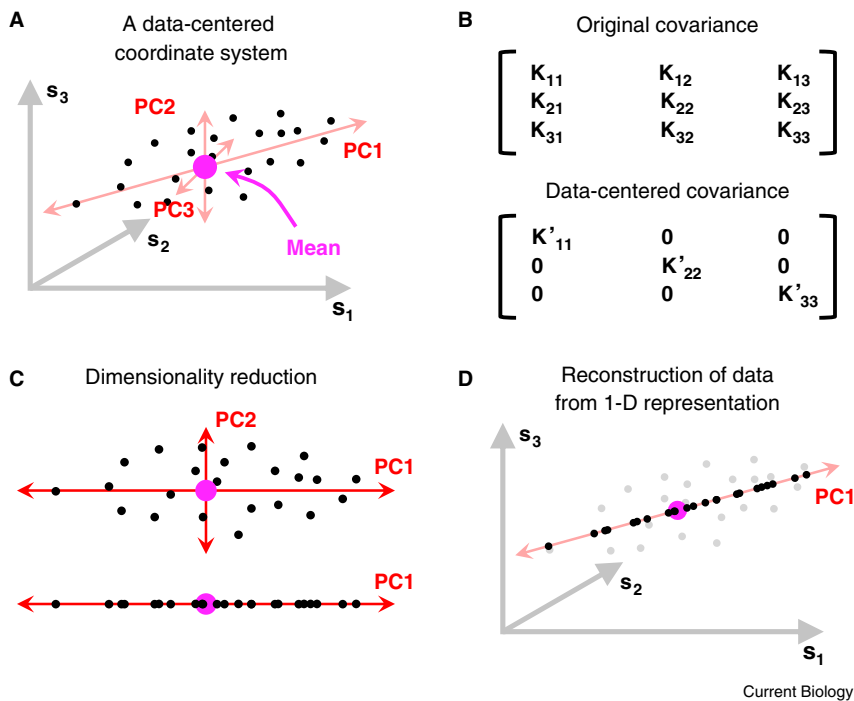 A
A data-centered
coordinate system
s3
PC2
PC1
PC3
s2
Mean
s1
B
Original covariance
K11 K12 K13
K21 K22 K23
K31 K32 K33
Data-centered covariance
K'11 0 0
0 K'22 0
0 0 K'33
C
Dimensionality reduction
PC2
PC1
PC1
D
Reconstruction of data
from 1-D representation
s3
PC1
s2
s1
Current Biology